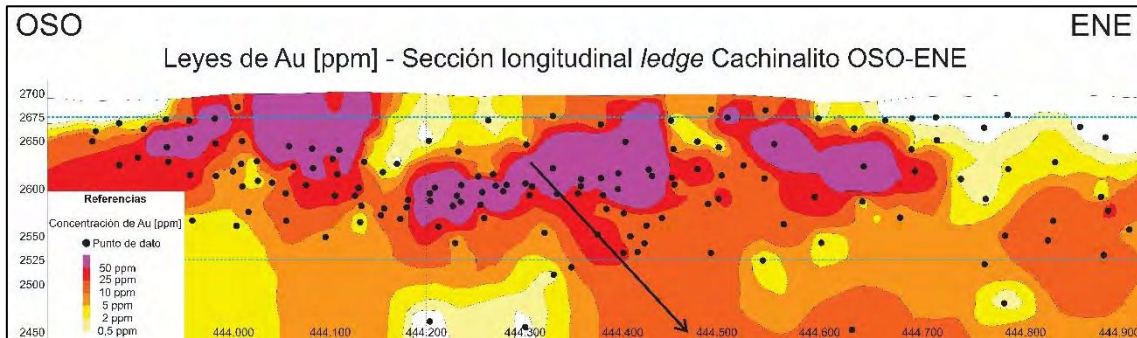 OSO ENE
Leyes de Au [ppm] - Sección longitudinal ledge Cachinalito OSO-ENE
2700
2675
2650
2600
2550
2525
2500
2450
Referencias
Concentración de Au [ppm]
Punto de dato
50 ppm
25 ppm
10 ppm
5 ppm
2 ppm
0,5 ppm
444.000 444.100 444.200 444.300 444.400 444.500 444.600 444.700 444.800 444.900